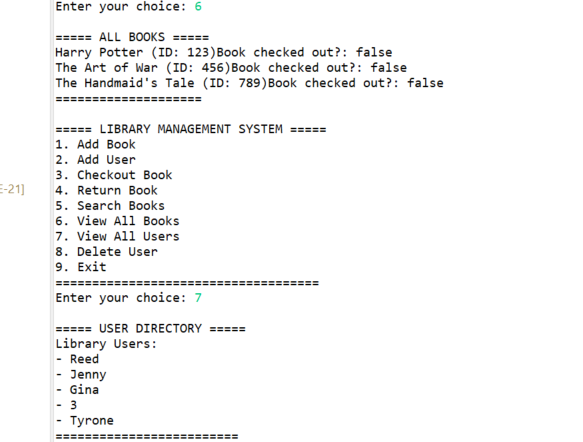 Enter your choice: 6
===== ALL BOOKS =====
Harry Potter (ID: 123)Book checked out?: false
The Art of War (ID: 456)Book checked out?: false
The Handmaid's Tale (ID: 789)Book checked out?: false
====================
===== LIBRARY MANAGEMENT SYSTEM =====
1. Add Book
2. Add User
3. Checkout Book
E-21]
4. Return Book
5. Search Books
6. View All Books
7. View All Users
8. Delete User
9. Exit
====================================
Enter your choice: 7
===== USER DIRECTORY =====
Library Users:
- Reed
- Jenny
- Gina
- 3
- Tyrone
=========================